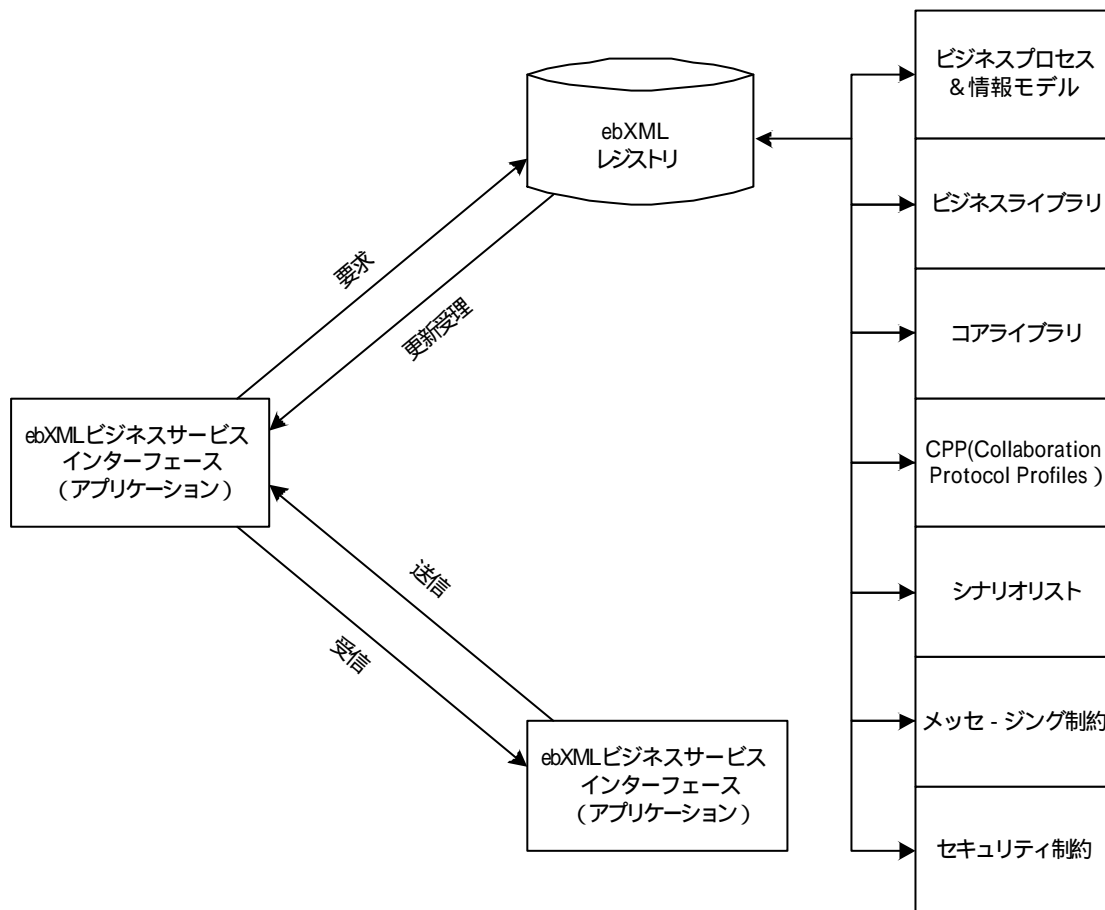 ビジネスプロセス
&情報モデル
ebXML
レジストリ
ビジネスライブラリ
要求
更新受理
コアライブラリ
ebXMLビジネスサービス
インターフェース
(アプリケーション)
CPP(Collaboration
Protocol Profiles)
送信
シナリオリスト
受信
メッセ‐ジング制約
ebXMLビジネスサービス
インターフェース
(アプリケーション)
セキュリティ制約